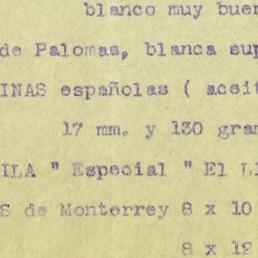 blanco muy buen
de Palomas, blanca sup
INAS españolas ( aceit
17 mm. y 130 gram
ILA " Especial " El Ll
S de Monterrey 8 x 10
8 x 12